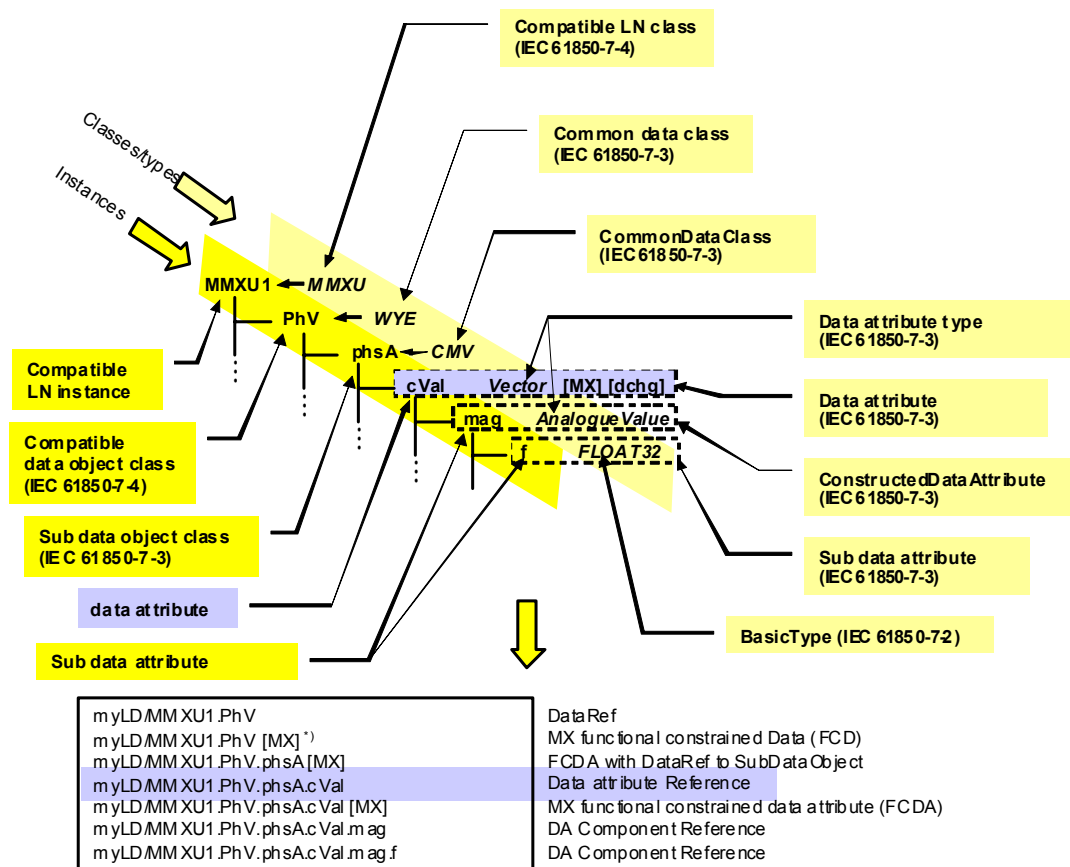 Compatible LN class
(IEC 61850-7-4)
Classes/types
Instances
Common data class
(IEC 61850-7-3)
CommonDataClass
(IEC 61850-7-3)
MMXU1 MMXU
PhV WYE
phsA CMV
cVal Vector [MX] [dchg]
mag AnalogueValue
f FLOAT32
Data attribute type
(IEC 61850-7-3)
Data attribute
(IEC 61850-7-3)
ConstructedDataAttribute
(IEC 61850-7-3)
Sub data attribute
(IEC 61850-7-3)
BasicType (IEC 61850-7-2)
Compatible
LN instance
Compatible
data object class
(IEC 61850-7-4)
Sub data object class
(IEC 61850-7-3)
data attribute
Sub data attribute
myLD/MMXU1.PhV DataRef
myLD/MMXU1.PhV [MX] *) MX functional constrained Data (FCD)
myLD/MMXU1.PhV.phsA [MX] FCDA with DataRef to SubDataObject
myLD/MMXU1.PhV.phsA.cVal Data attribute Reference
myLD/MMXU1.PhV.phsA.cVal [MX] MX functional constrained data attribute (FCDA)
myLD/MMXU1.PhV.phsA.cVal.mag DA Component Reference
myLD/MMXU1.PhV.phsA.cVal.mag.f DA Component Reference